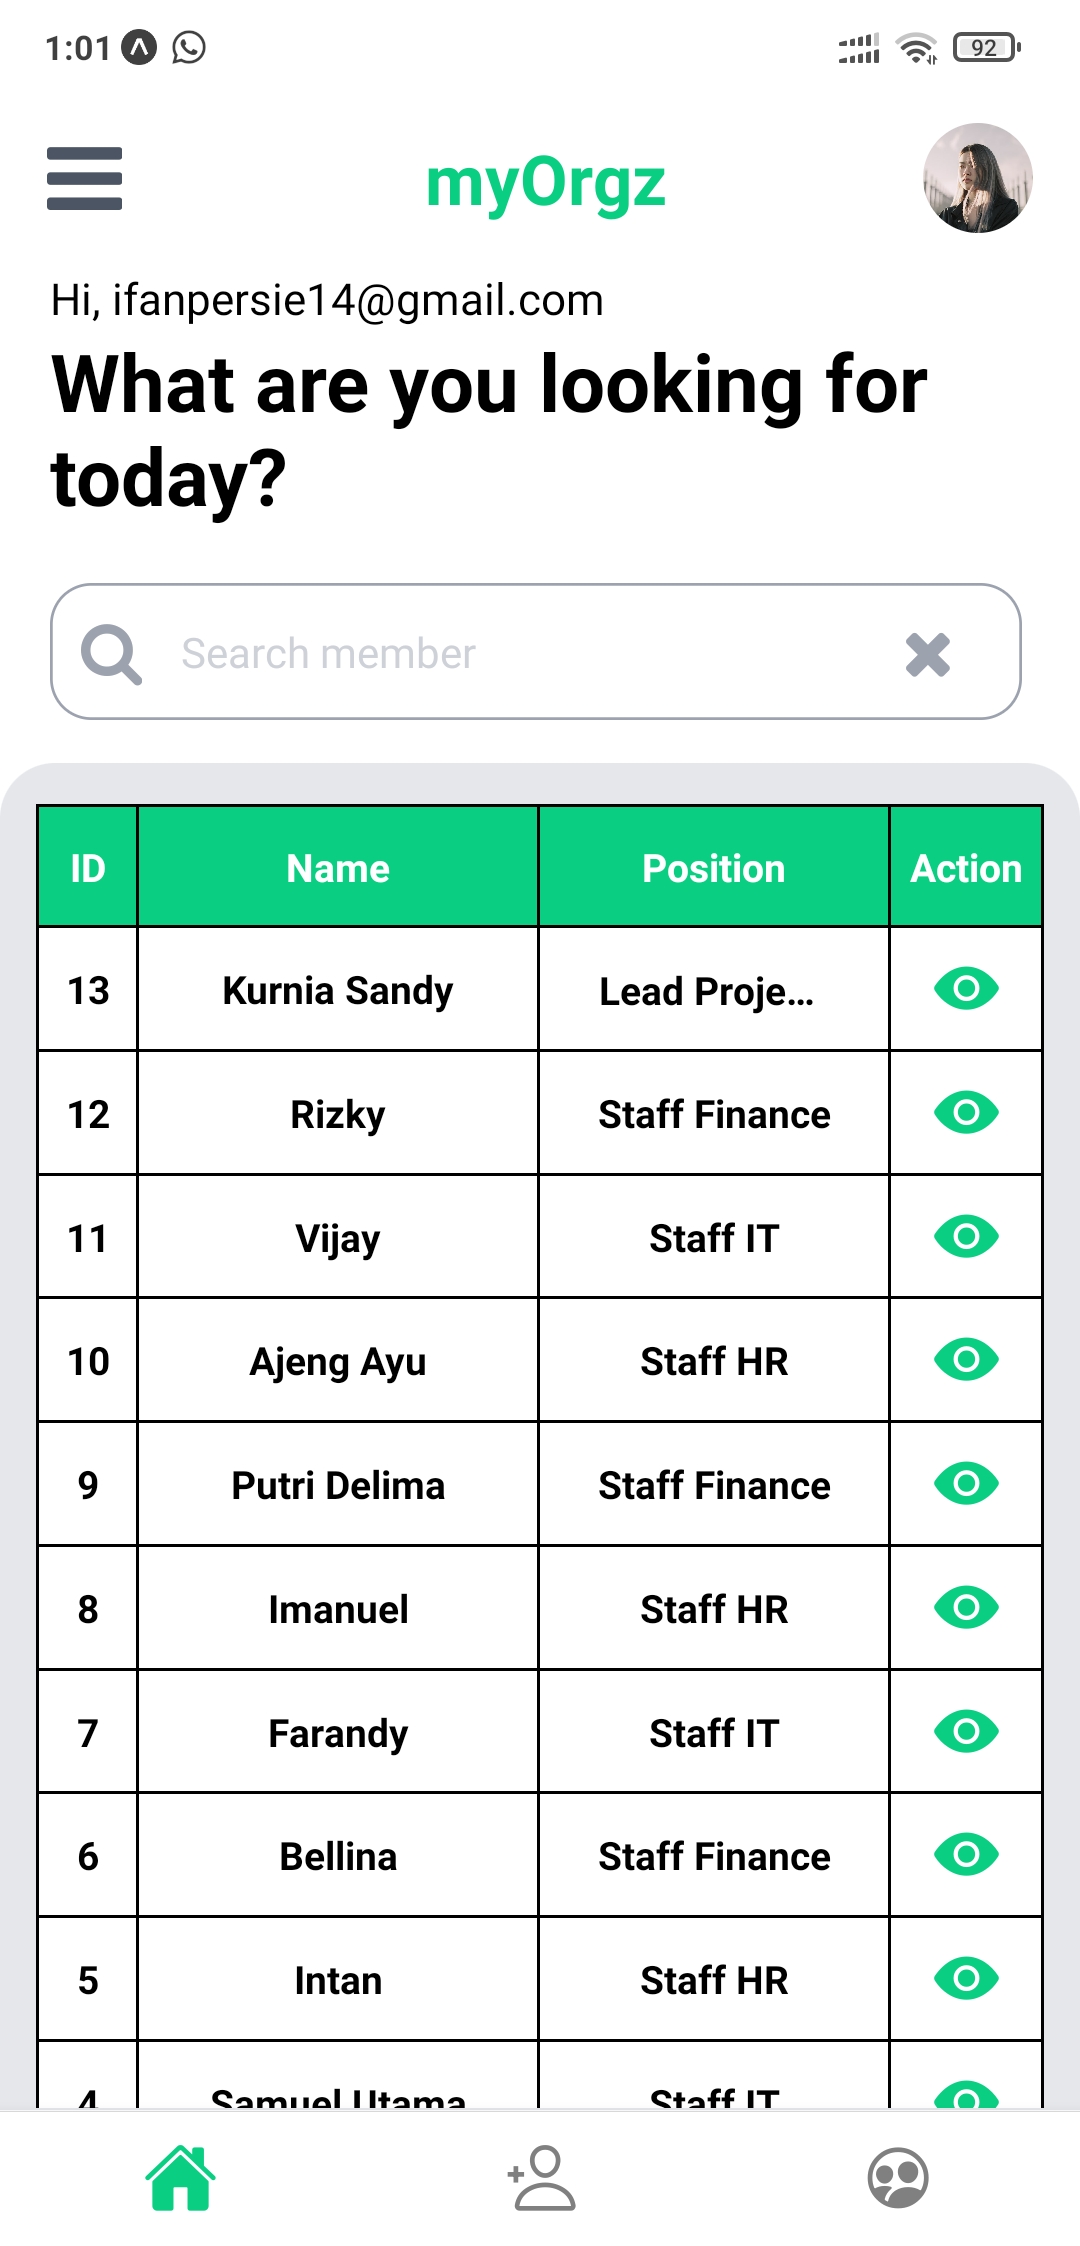 1:01
92
myOrgz
Hi, ifanpersie14@gmail.com
What are you looking for
today?
Search member
ID Name Position Action
13 Kurnia Sandy Lead Proje...
12 Rizky Staff Finance
11 Vijay Staff IT
10 Ajeng Ayu Staff HR
9 Putri Delima Staff Finance
8 Imanuel Staff HR
7 Farandy Staff IT
6 Bellina Staff Finance
5 Intan Staff HR
4 Samuel Utama Staff IT